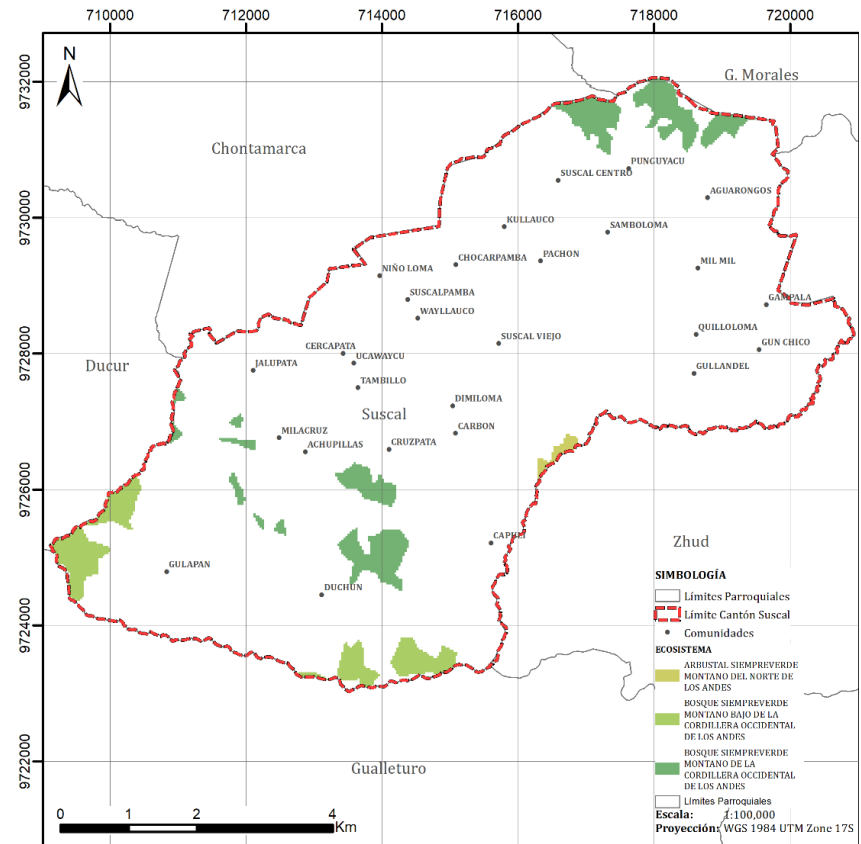 710000 712000 714000 716000 718000 720000
9732000
9730000
9728000
9726000
9724000
9722000
N
G. Morales
Chontamarca
PUNGUYACU
SUSCAL CENTRO
AGUARONGOS
KULLAUCO
SAMBOLOMA
CHOCARPAMBA
PACHON
NIÑO LOMA
MIL MIL
SUSCALPAMBA
GAMPALA
WAYLLAUCO
QUILLOLOMA
SUSCAL VIEJO
GUN CHICO
CERCAPATA
UCAWAYCU
JALUPATA
Ducur
GULLANDEL
TAMBILLO
DIMILOMA
Suscal
MILACRUZ
CARBON
ACHUPILLAS
CRUZPATA
Zhud
GULAPAN
DUCHUN
Gualleturo
SIMBOLOGÍA
Límites Parroquiales
Límite Cantón Suscal
Comunidades
ECOSISTEMA
ARBUSTAL SIEMPREVERDE
MONTANO DEL NORTE DE
LOS ANDES
BOSQUE SIEMPREVERDE
MONTANO BAJO DE LA
CORDILLERA OCCIDENTAL
DE LOS ANDES
BOSQUE SIEMPREVERDE
MONTANO DE LA
CORDILLERA OCCIDENTAL
DE LOS ANDES
Límites Parroquiales
Escala: 1:100,000
Proyección: WGS 1984 UTM Zone 17S
0 1 2 4
Km